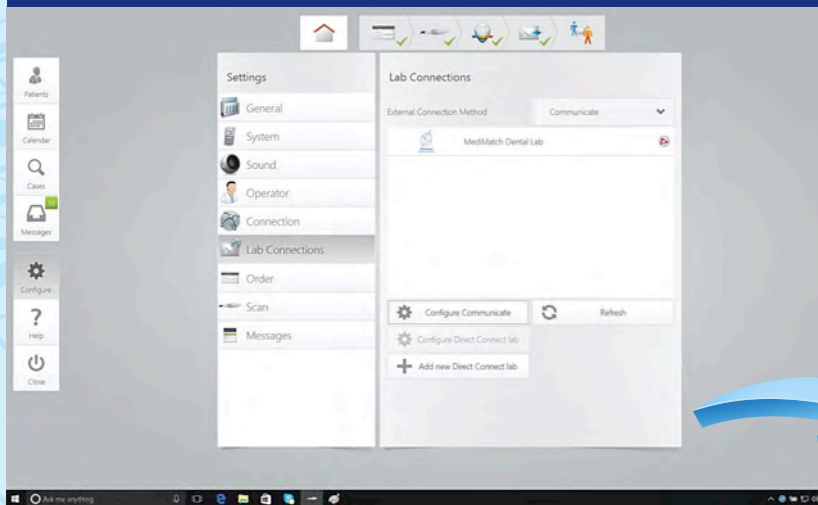 Patients
Calendar
Cases
Messages
Configure
Help
Close
Settings
General
System
Sound
Operator
Connection
Lab Connections
Order
Scan
Messages
Lab Connections
External Connection Method
Communicate
MediMatch Dental Lab
Configure Communicate
Refresh
Configure Direct Connect lab
Add new Direct Connect lab
Ask me anything